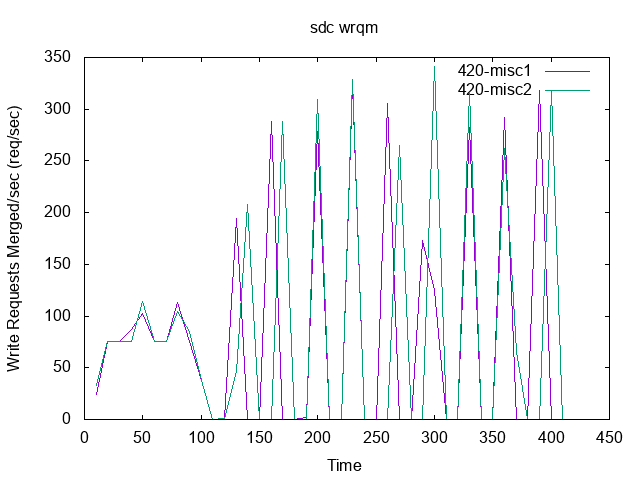 sdc wrqm
420-misc1
420-misc2
Write Requests Merged/sec (req/sec)
350
300
250
200
150
100
50
0
0 50 100 150 200 250 300 350 400 450
Time